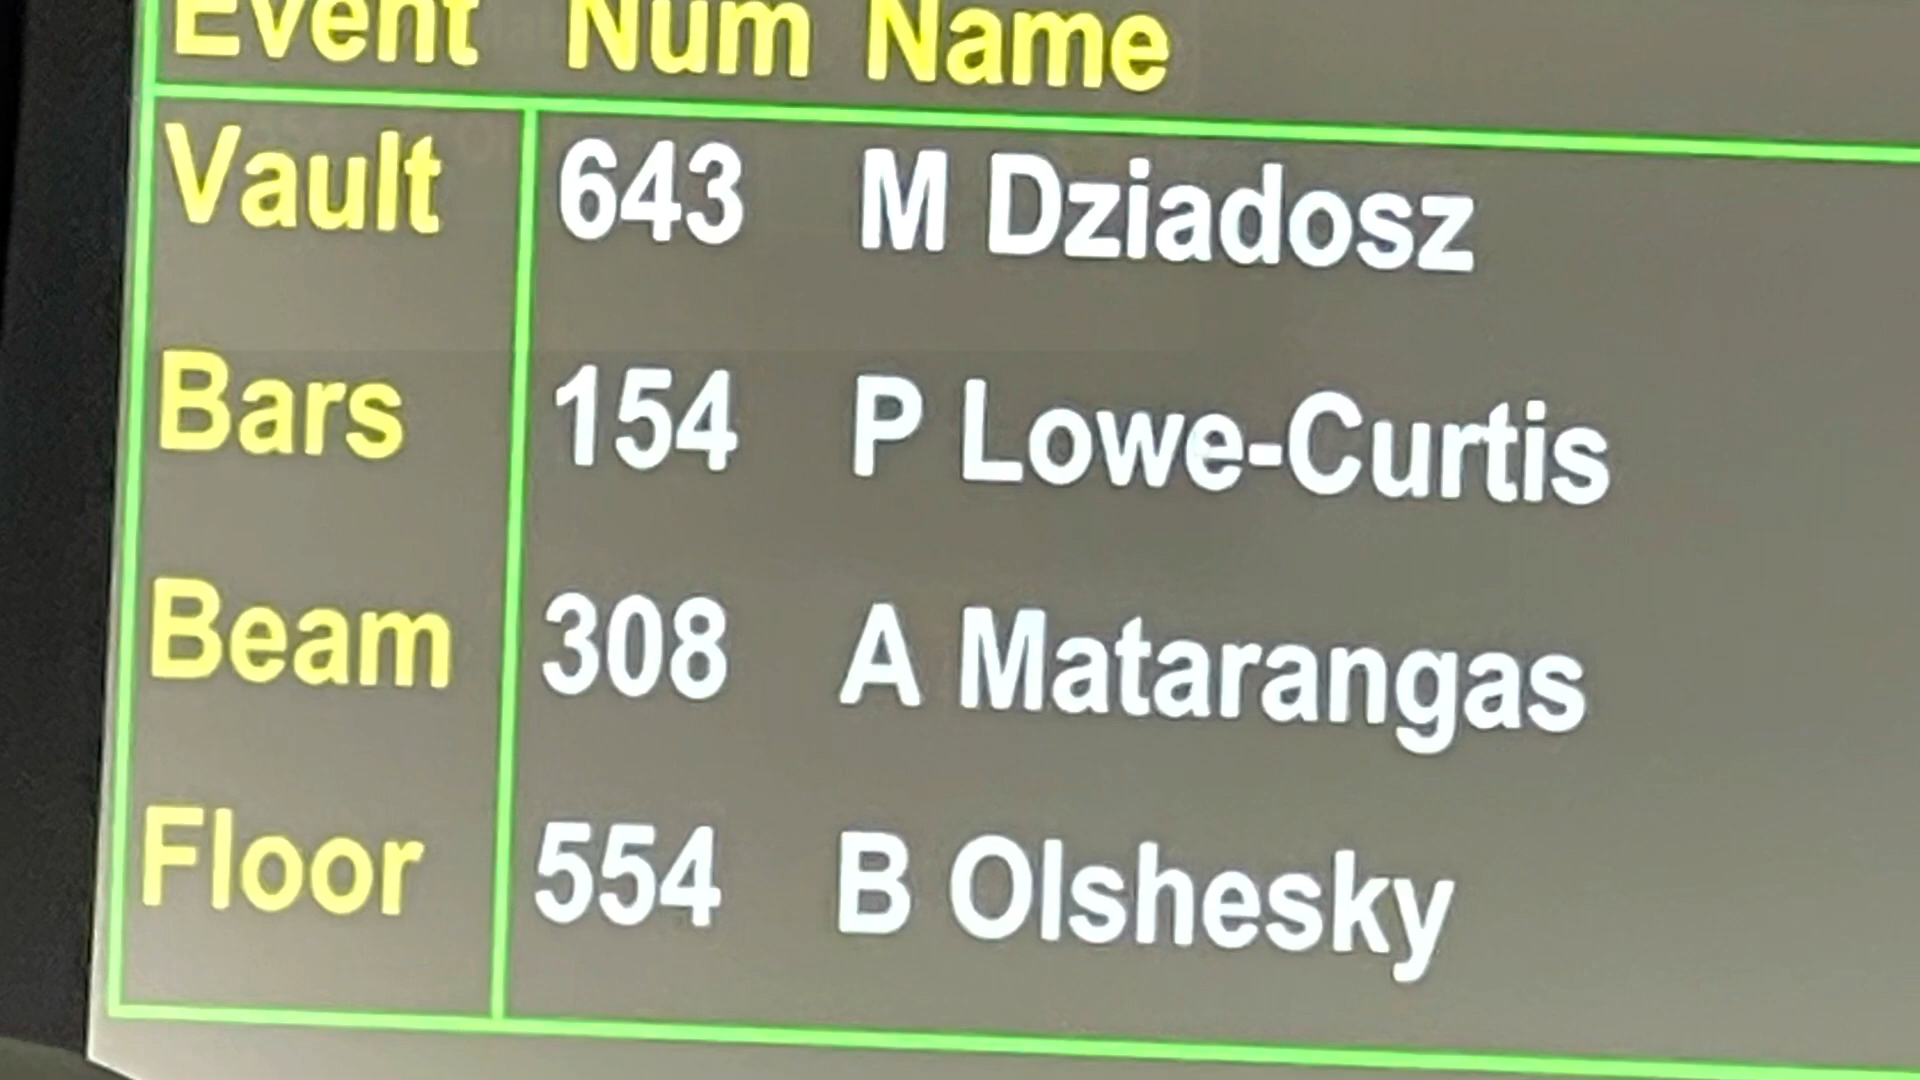 Event Num Name
Vault 643 M Dziadosz
Bars 154 P Lowe-Curtis
Beam 308 A Matarangas
Floor 554 B Olshesky